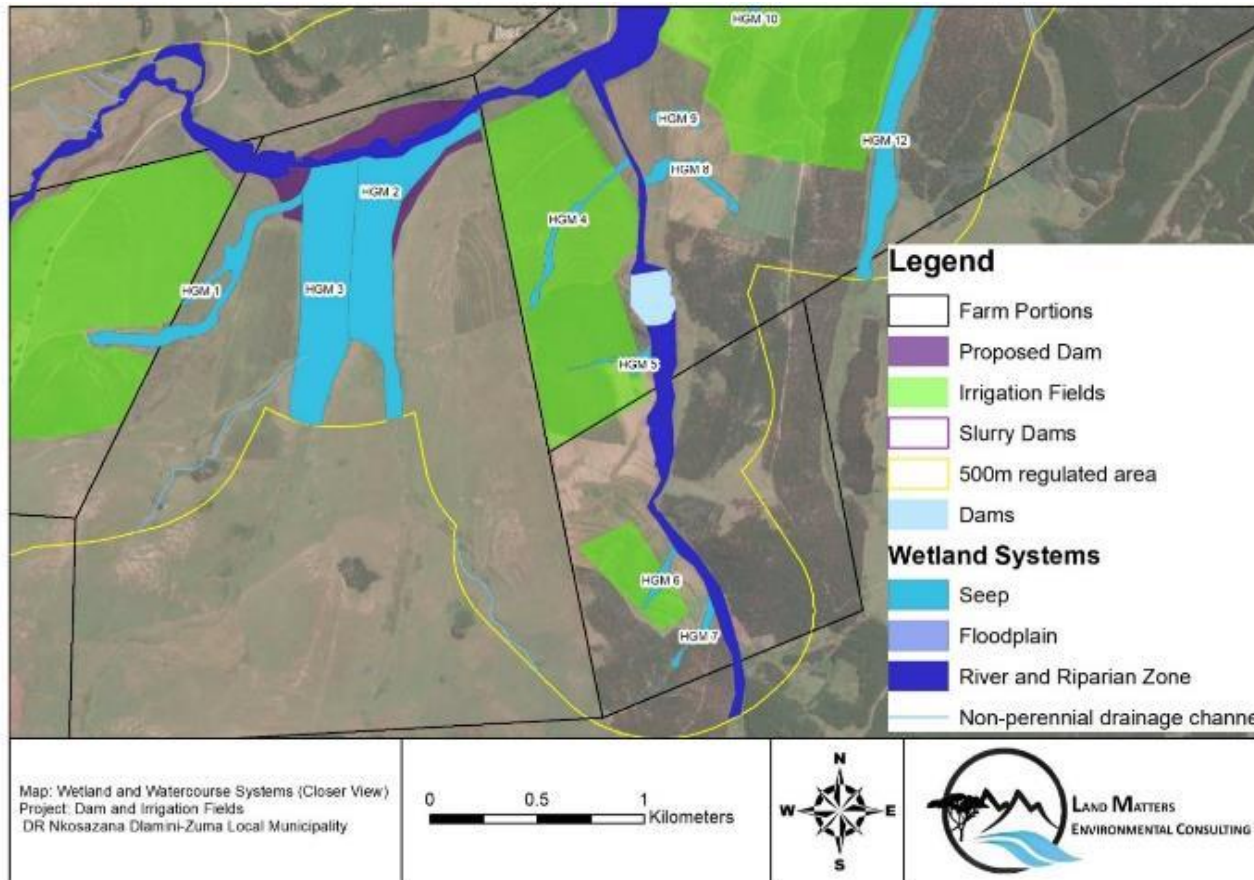 HGM 10
HGM 9
HGM 12
HGM 8
HGM 2
HGM 4
HGM 1
HGM 3
HGM 5
HGM 6
HGM 7
Legend
Farm Portions
Proposed Dam
Irrigation Fields
Slurry Dams
500m regulated area
Dams
Wetland Systems
Seep
Floodplain
River and Riparian Zone
Non-perennial drainage channe
Map: Wetland and Watercourse Systems (Closer View)
Project: Dam and Irrigation Fields
DR Nkosazana Dlamini-Zuma Local Municipality
0 0.5 1
Kilometers
N
W E
S
LAND MATTERS
ENVIRONMENTAL CONSULTING